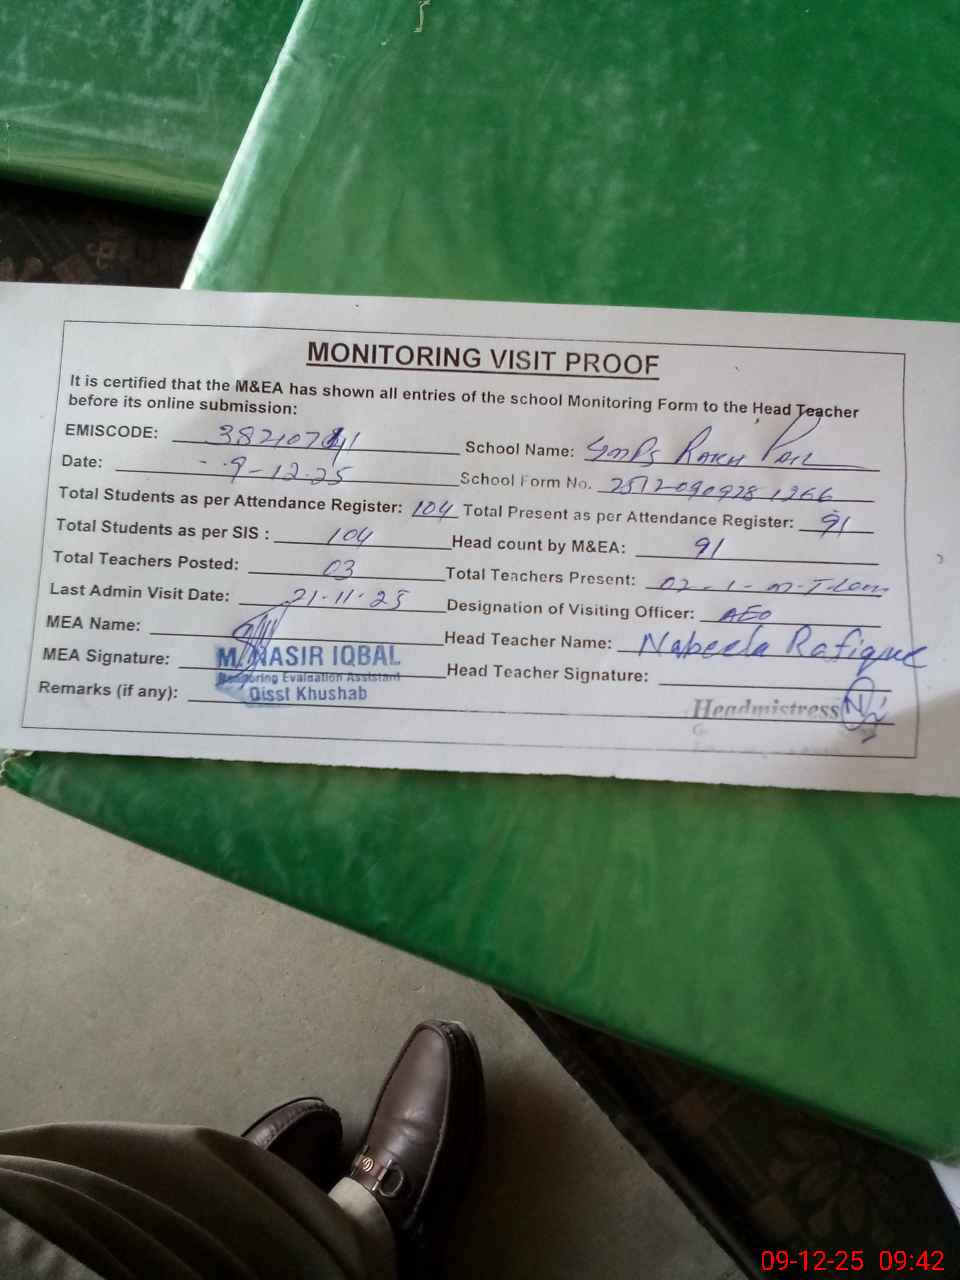 MONITORING VISIT PROOF
It is certified that the M&EA has shown all entries of the school Monitoring Form to the Head Teacher
before its online submission:
EMISCODE: School Name: Rakh
Date: 9-12-25 School Form No.
Total Students as per Attendance Register: 104 Total Present as per Attendance Register: 91
Total Students as per SIS : 104 Head count by M&EA: 91
Total Teachers Posted: 03 Total Teachers Present: 02
Last Admin Visit Date: 21-11-25 Designation of Visiting Officer: AEO
MEA Name: Head Teacher Name: Nabeela Rafique
MEA Signature: M. NASIR IQBAL Head Teacher Signature:
Monitoring Evaluation Assistant
Remarks (if any): Disst Khushab Headmistress
09-12-25 09:42